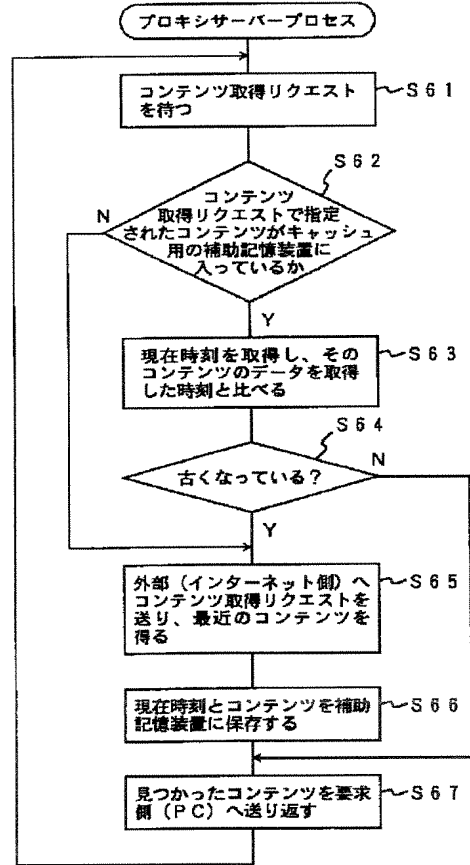 プロキシサーバープロセス
コンテンツ取得リクエスト
を待つ
S61
S62
コンテンツ
取得リクエストで指定
されたコンテンツがキャッシュ
用の補助記憶装置に
入っているか
N
Y
現在時刻を取得し、その
コンテンツのデータを取得
した時刻と比べる
S63
S64
古くなっている？
N
Y
外部（インターネット側）へ
コンテンツ取得リクエストを
送り、最近のコンテンツを
得る
S65
現在時刻とコンテンツを補助
記憶装置に保存する
S66
見つかったコンテンツを要求
側（PC）へ送り返す
S67